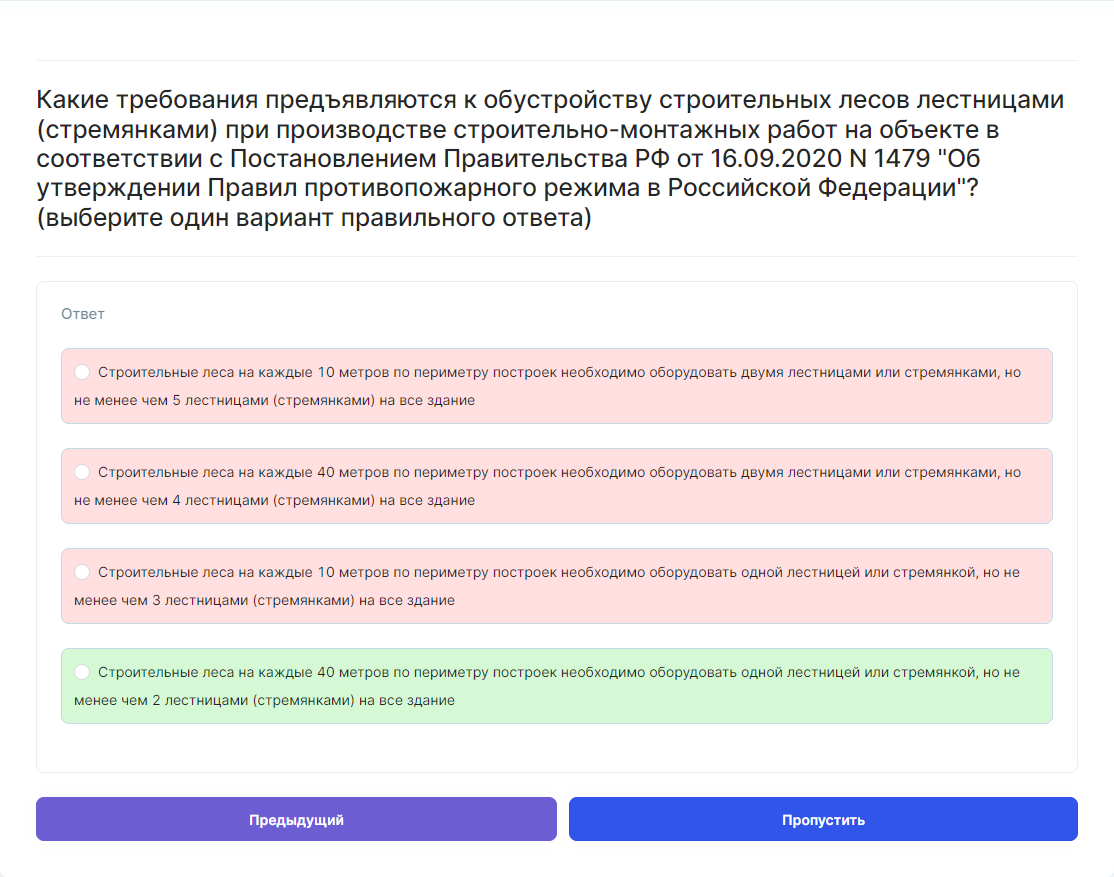 Какие требования предъявляются к обустройству строительных лесов лестницами
(стремянками) при производстве строительно-монтажных работ на объекте в
соответствии с Постановлением Правительства РФ от 16.09.2020 N 1479 "Об
утверждении Правил противопожарного режима в Российской Федерации"?
(выберите один вариант правильного ответа)
Ответ
Строительные леса на каждые 10 метров по периметру построек необходимо оборудовать двумя лестницами или стремянками, но
не менее чем 5 лестницами (стремянками) на все здание
Строительные леса на каждые 40 метров по периметру построек необходимо оборудовать двумя лестницами или стремянками, но
не менее чем 4 лестницами (стремянками) на все здание
Строительные леса на каждые 10 метров по периметру построек необходимо оборудовать одной лестницей или стремянкой, но не
менее чем 3 лестницами (стремянками) на все здание
Строительные леса на каждые 40 метров по периметру построек необходимо оборудовать одной лестницей или стремянкой, но не
менее чем 2 лестницами (стремянками) на все здание
Предыдущий
Пропустить